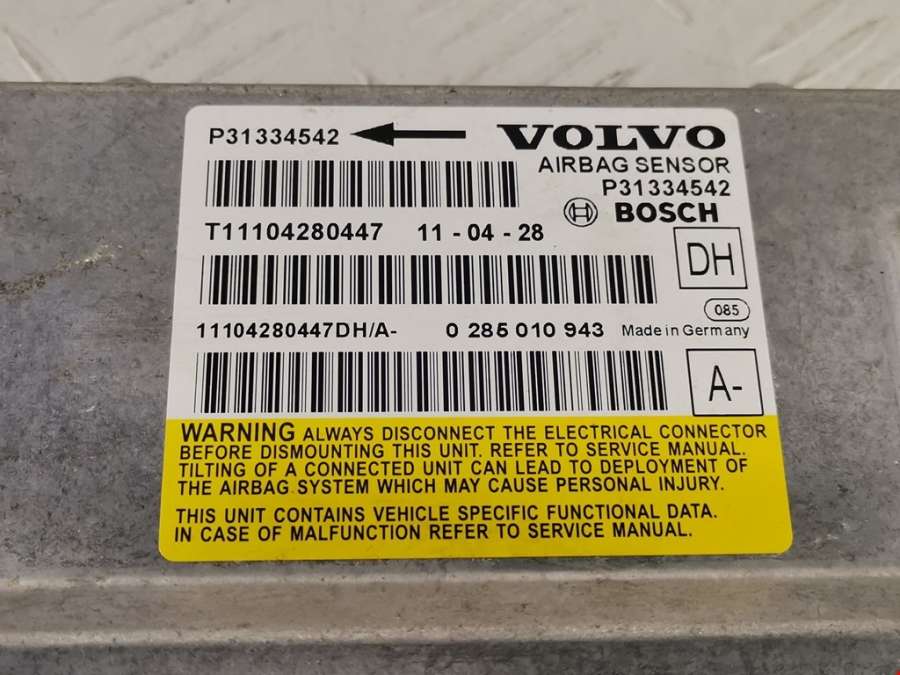 P31334542
VOLVO
AIRBAG SENSOR
P31334542
BOSCH
T11104280447 11 - 04 - 28
DH
085
11104280447DH/A- 0 285 010 943 Made in Germany
A-
WARNING ALWAYS DISCONNECT THE ELECTRICAL CONNECTOR
BEFORE DISMOUNTING THIS UNIT. REFER TO SERVICE MANUAL.
TILTING OF A CONNECTED UNIT CAN LEAD TO DEPLOYMENT OF
THE AIRBAG SYSTEM WHICH MAY CAUSE PERSONAL INJURY.
THIS UNIT CONTAINS VEHICLE SPECIFIC FUNCTIONAL DATA.
IN CASE OF MALFUNCTION REFER TO SERVICE MANUAL.